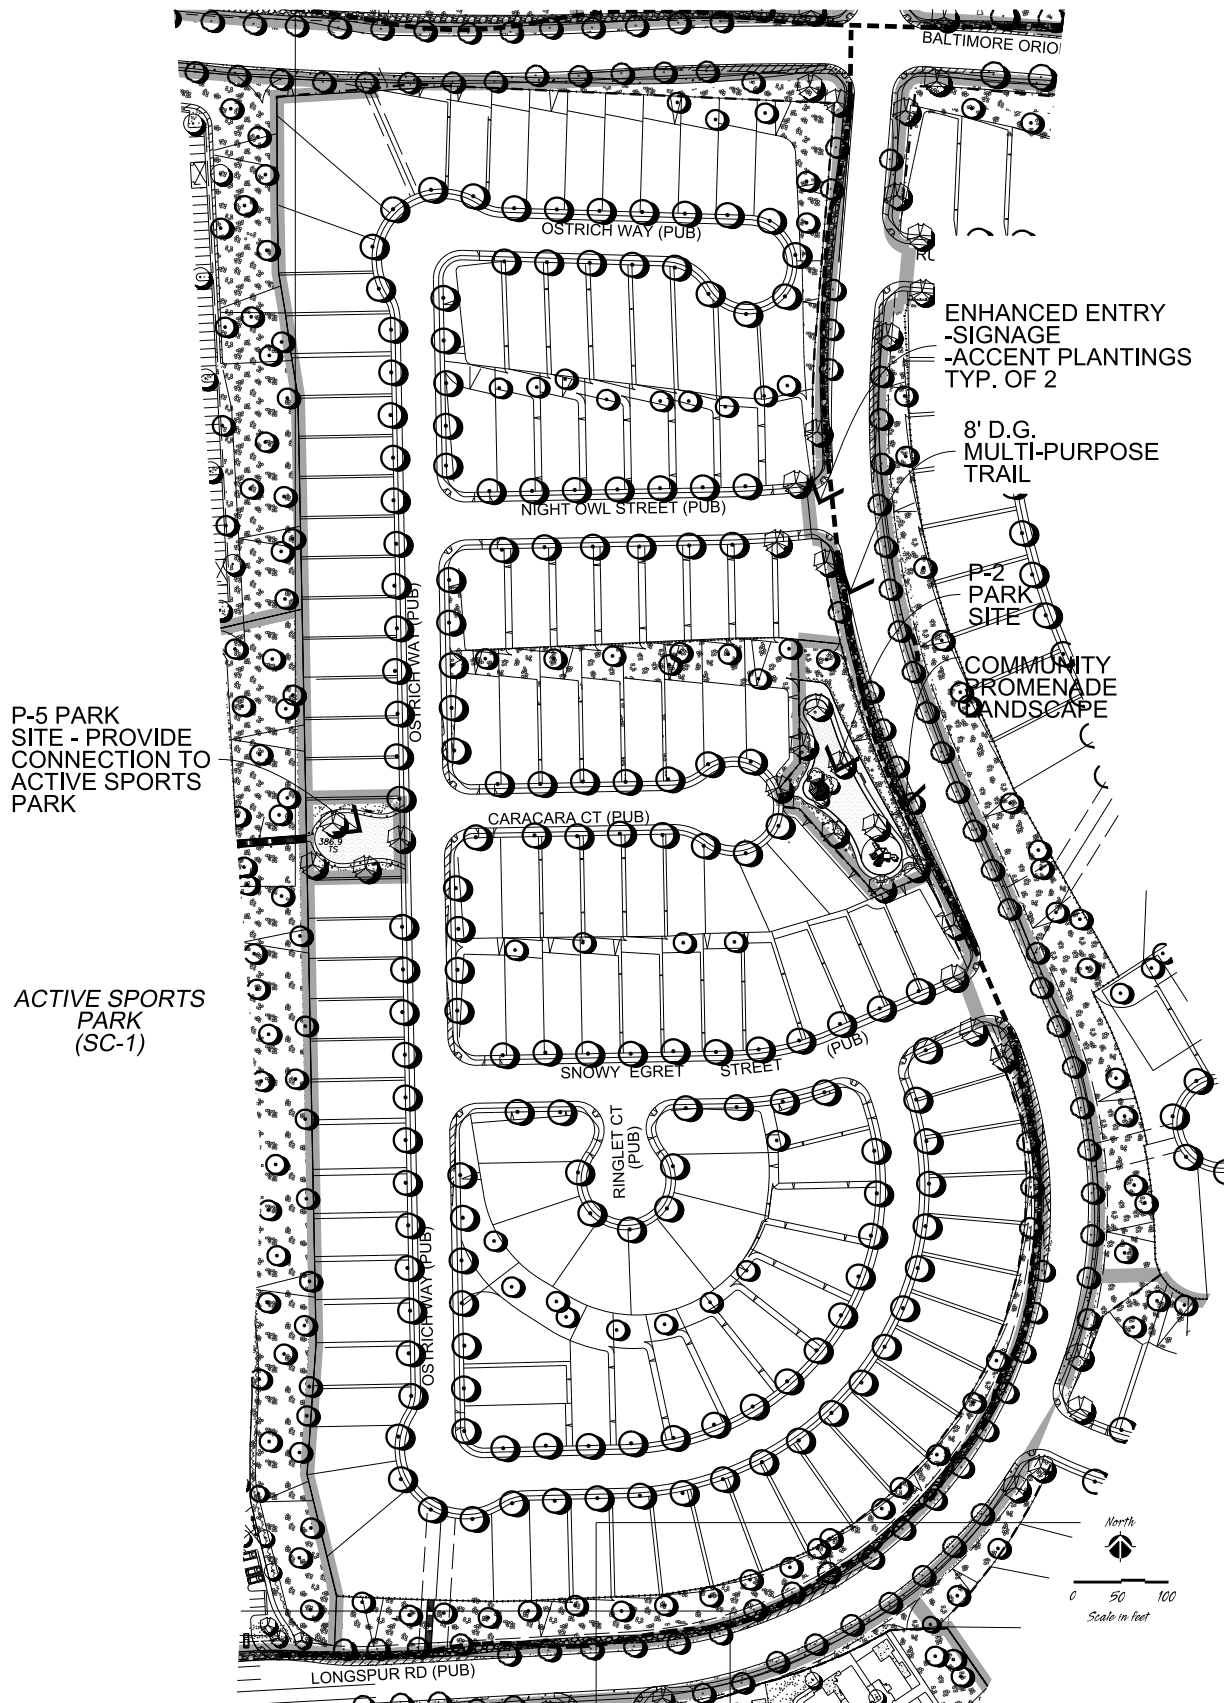 BALTIMORE ORIO
OSTRICH WAY (PUB)
RU
ENHANCED ENTRY
-SIGNAGE
-ACCENT PLANTINGS
TYP. OF 2
8' D.G.
MULTI-PURPOSE
TRAIL
NIGHT OWL STREET (PUB)
P-2
PARK
SITE
OSTRICH WAY (PUB)
COMMUNITY
PROMENADE
LANDSCAPE
P-5 PARK
SITE - PROVIDE
CONNECTION TO
ACTIVE SPORTS
PARK
CARACARA CT (PUB)
386.9
TS
ACTIVE SPORTS
PARK
(SC-1)
SNOWY EGRET STREET (PUB)
RINGLET CT
(PUB)
OSTRICH WAY (PUB)
North
0 50 100
Scale in feet
LONGSPUR RD (PUB)